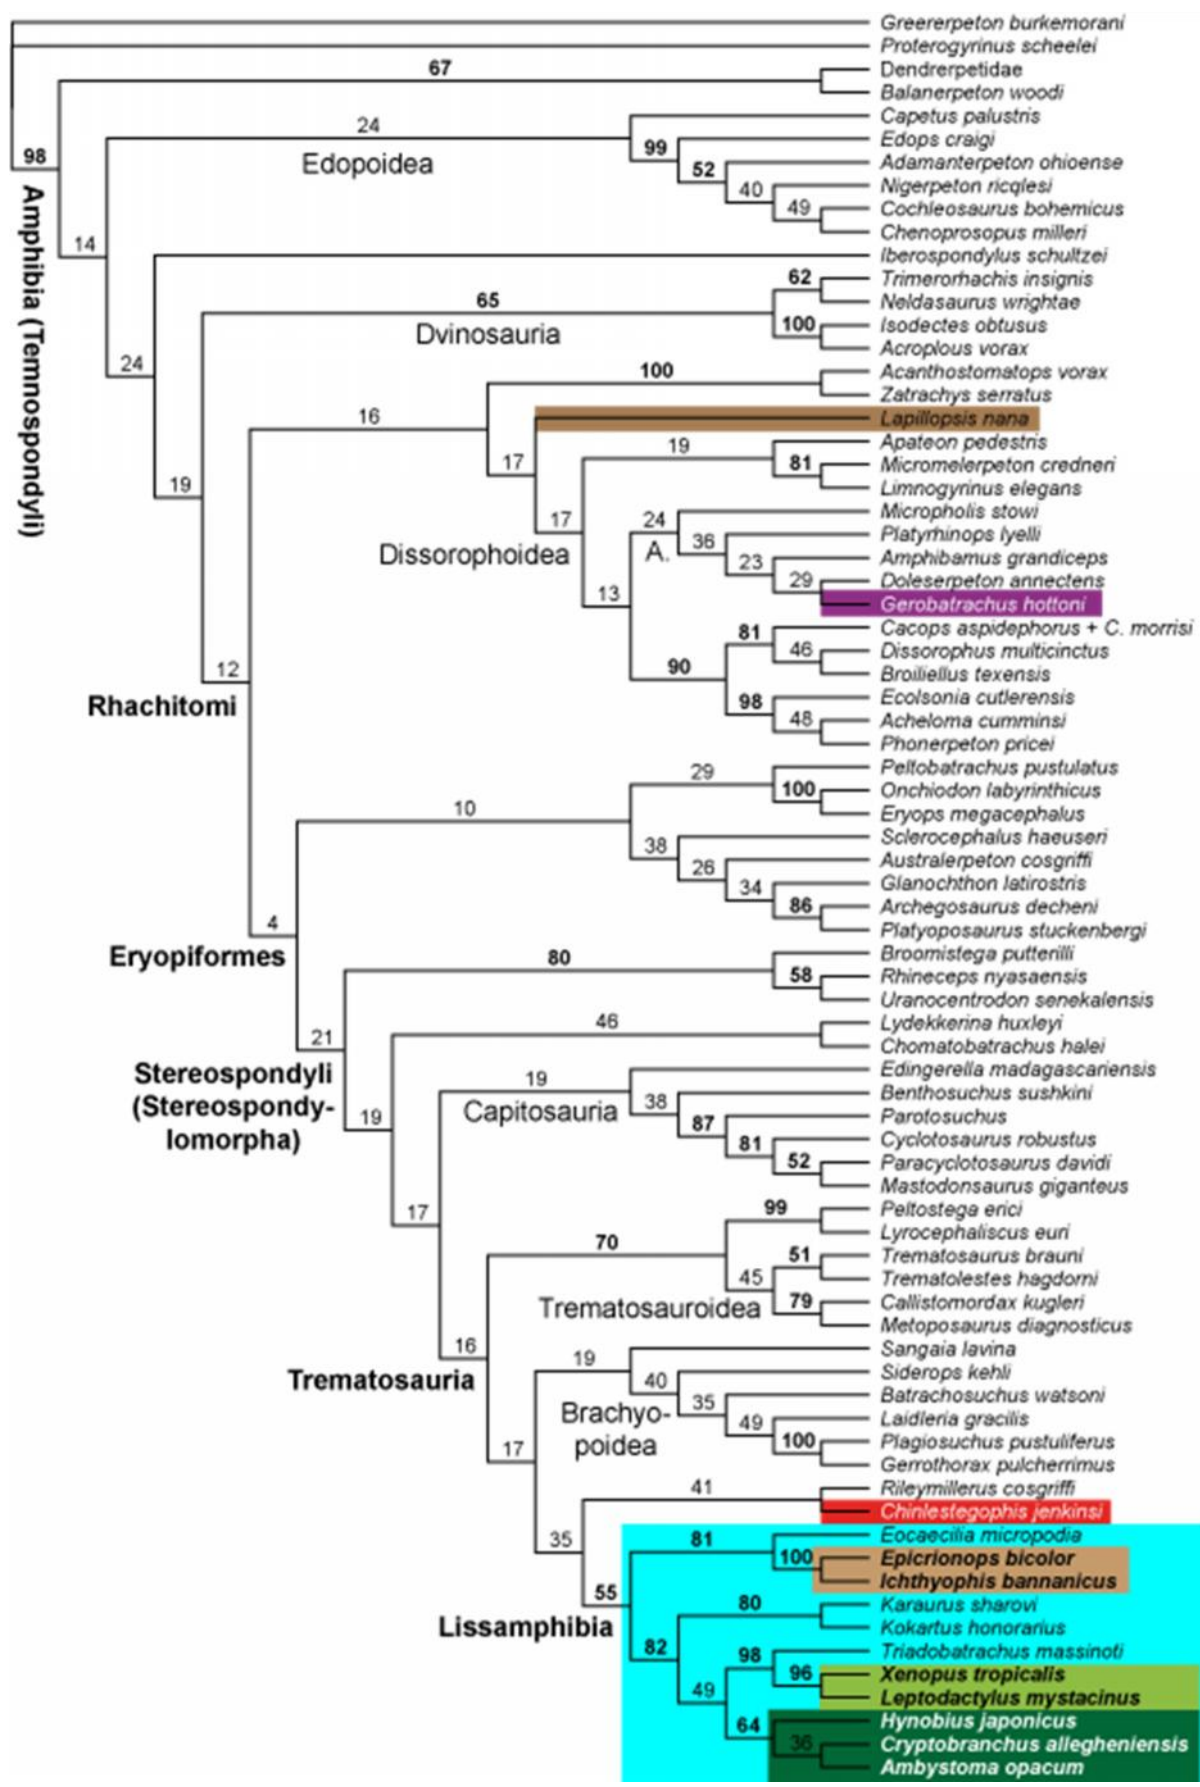 Greererpeton burkemorani
Proterogyrinus scheelei
67
Dendrerpetidae
Balanerpeton woodi
24
Capetus palustris
Edopoidea
99
Edops craigi
98
52
Adamanterpeton ohioense
40
Nigerpeton ricqlesi
49
Cochleosaurus bohemicus
Chenoprosopus milleri
Amphibia (Temnospondyli)
14
Iberospondylus schultzei
62
Trimerorhachis insignis
65
Neldasaurus wrightae
Dvinosauria
100
Isodectes obtusus
Acroplous vorax
24
100
Acanthostomatops vorax
Zatrachys serratus
16
Lapillopsis nana
19
Apateon pedestris
17
81
Micromelerpeton credneri
19
Limnogyrinus elegans
17
24
Micropholis stowi
Dissorophoidea
A.
36
Platyrhinops lyelli
23
Amphibamus grandiceps
29
Doleserpeton annectens
13
Gerobatrachus hottoni
81
Cacops aspidephorus + C. morrisi
46
Dissorophus multicinctus
12
90
Broiliellus texensis
Rhachitomi
98
Ecolsonia cutlerensis
48
Acheloma cumminsi
Phonerpeton pricei
29
Peltobatrachus pustulatus
100
Onchiodon labyrinthicus
10
Eryops megacephalus
38
Sclerocephalus haeuseri
26
Australerpeton cosgriffi
34
Glanochthon latirostris
86
Archegosaurus decheni
4
Platyoposaurus stuckenbergi
Eryopiformes
80
Broomistega putterilli
58
Rhineceps nyasaensis
Uranocentrodon senekalensis
21
46
Lydekkerina huxleyi
Chomatobatrachus halei
Stereospondyli
(Stereospondy-
lomorpha)
19
Edingerella madagascariensis
Capitosauria
38
Benthosuchus sushkini
19
87
Parotosuchus
81
Cyclotosaurus robustus
52
Paracyclotosaurus davidi
Mastodonsaurus giganteus
17
99
Peltostega erici
Lyrocephaliscus euri
70
51
Trematosaurus brauni
45
Trematolestes hagdorni
Trematosauroidea
79
Callistomordax kugleri
Metoposaurus diagnosticus
16
Sangaia lavina
Trematosauria
19
40
Siderops kehli
35
Batrachosuchus watsoni
Brachyo-
poidea
49
Laidleria gracilis
17
100
Plagiosuchus pustuliferus
Gerrothorax pulcherrimus
41
Rileymillerus cosgriffi
Chinlestegophis jenkinsi
35
81
Eocaecilia micropodia
100
Epicrionops bicolor
Ichthyophis bannanicus
55
80
Karaurus sharovi
Lissamphibia
Kokartus honorarius
82
98
Triadobatrachus massinoti
96
Xenopus tropicalis
49
Leptodactylus mystacinus
64
Hynobius japonicus
36
Cryptobranchus allegheniensis
Ambystoma opacum